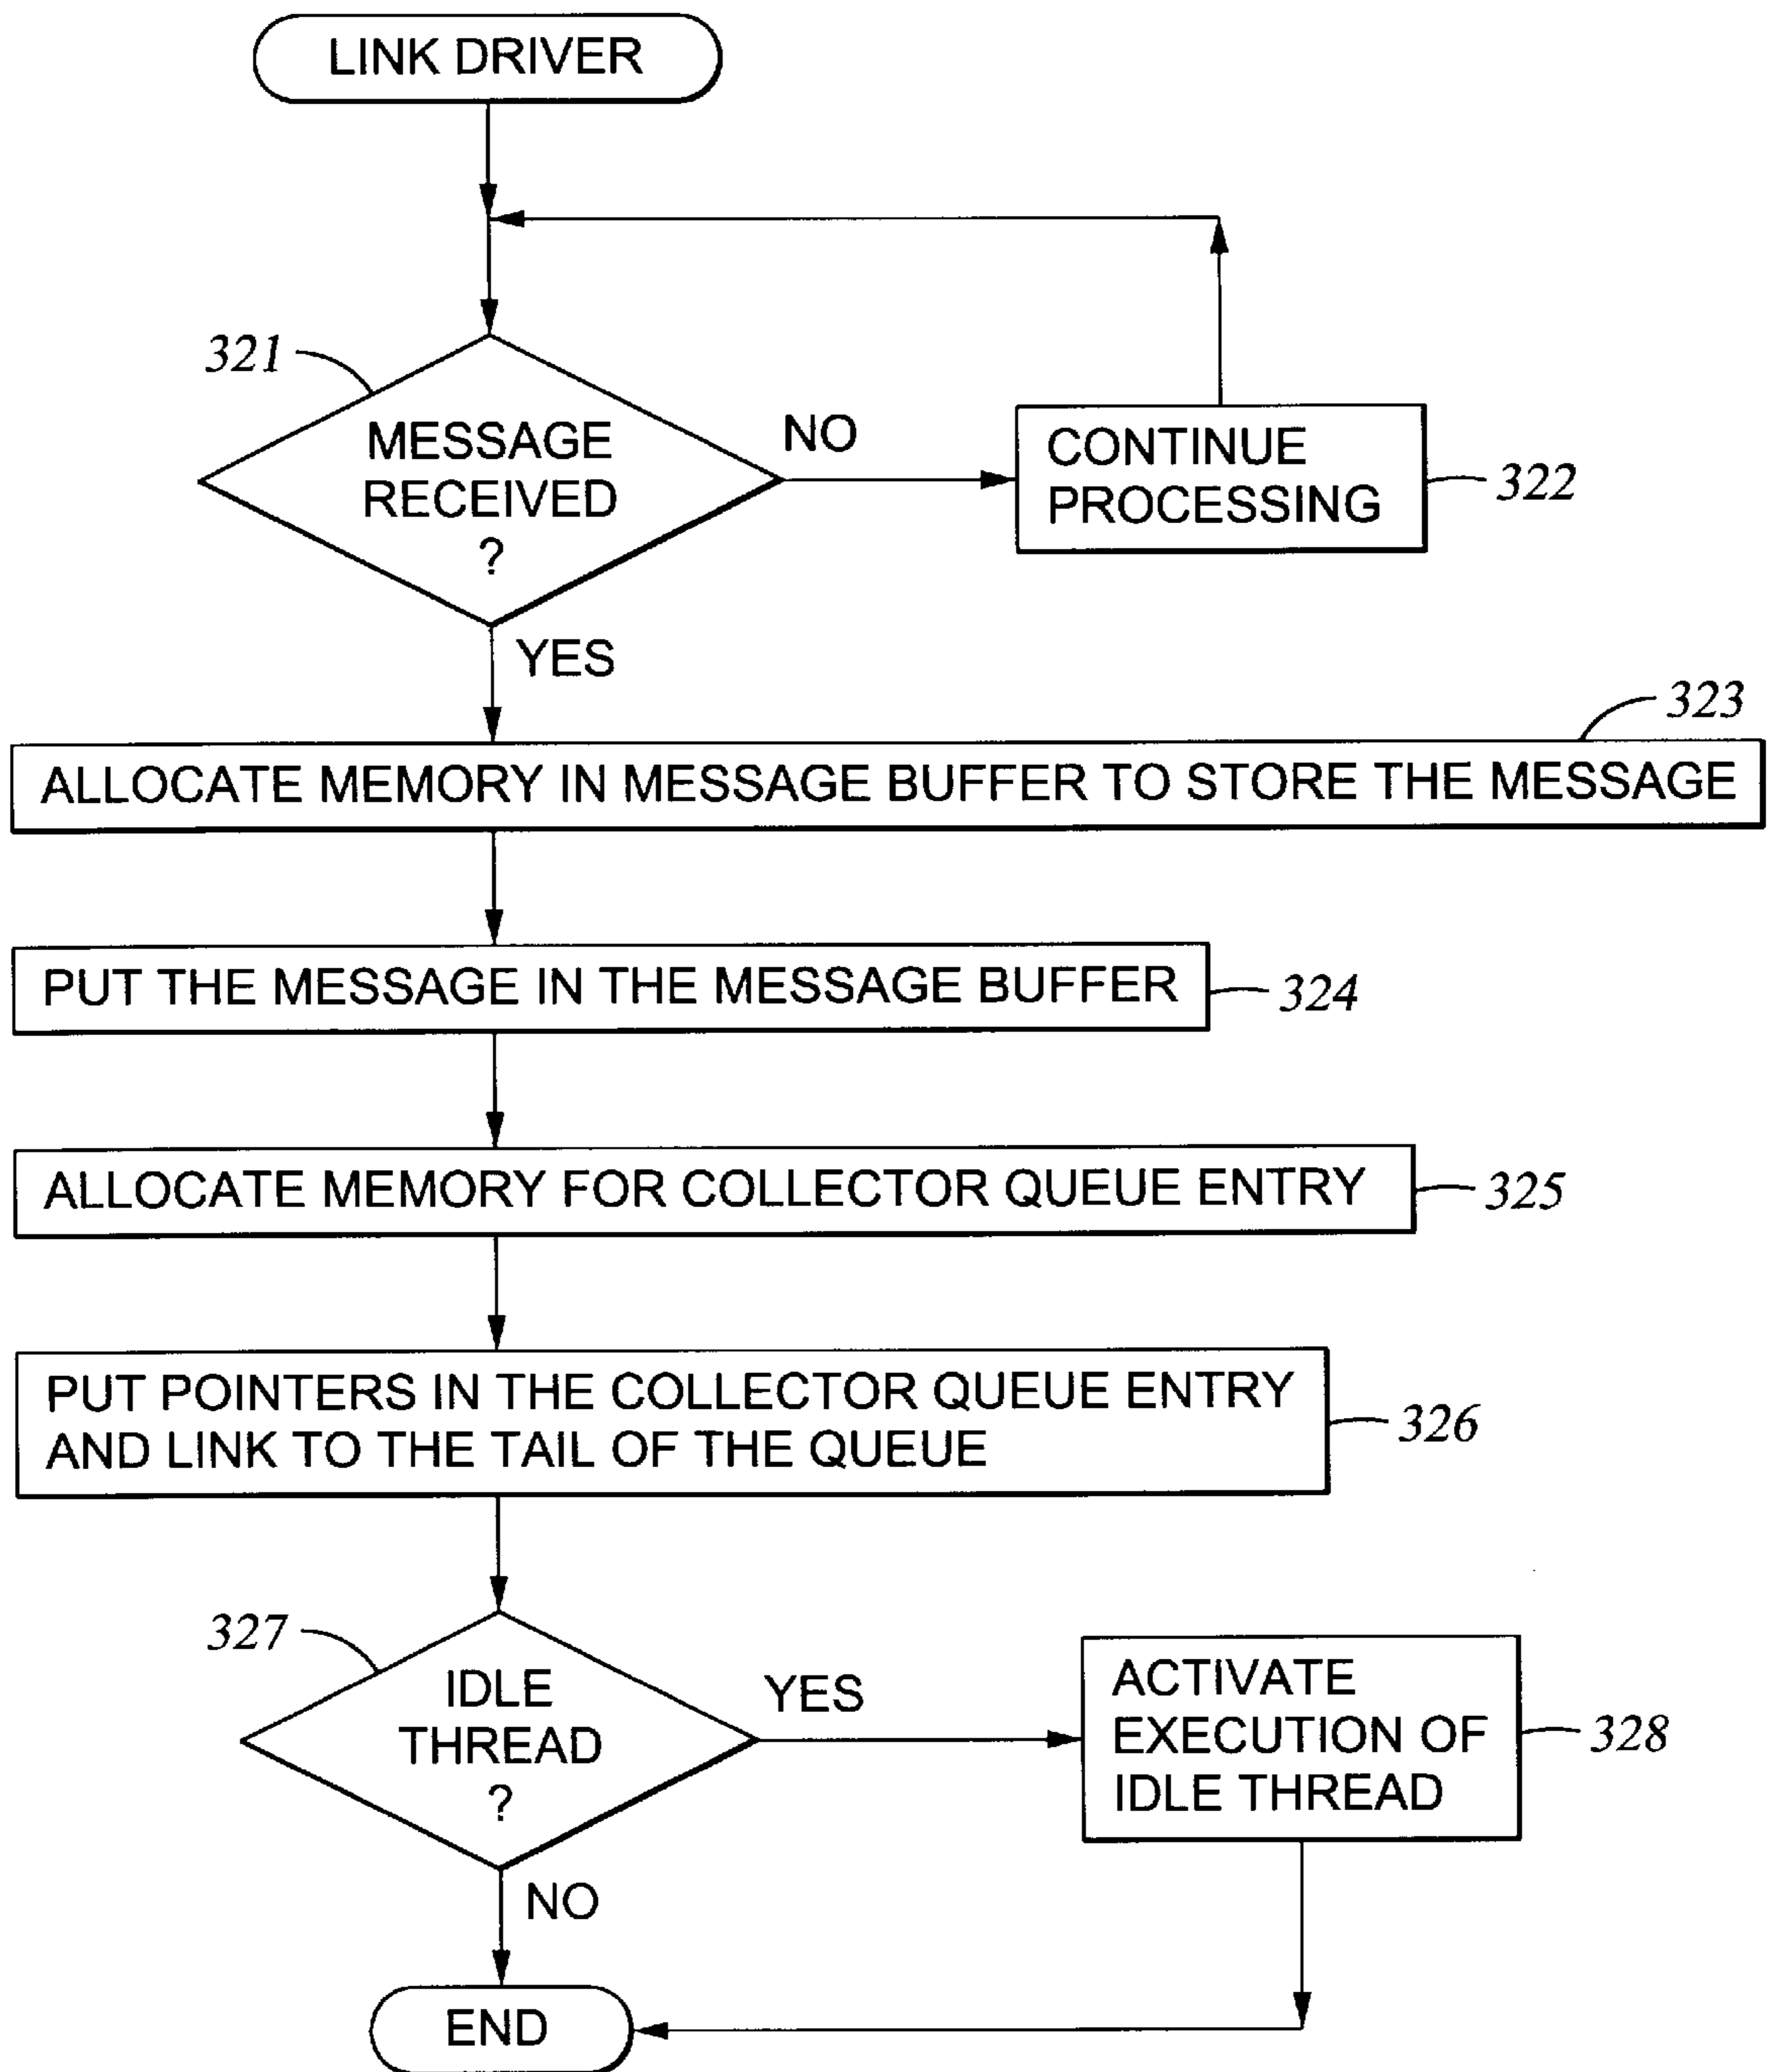 LINK DRIVER
321
MESSAGE
RECEIVED
?
NO
CONTINUE
PROCESSING
322
YES
323
ALLOCATE MEMORY IN MESSAGE BUFFER TO STORE THE MESSAGE
PUT THE MESSAGE IN THE MESSAGE BUFFER
324
ALLOCATE MEMORY FOR COLLECTOR QUEUE ENTRY
325
PUT POINTERS IN THE COLLECTOR QUEUE ENTRY
AND LINK TO THE TAIL OF THE QUEUE
326
327
IDLE
THREAD
?
YES
ACTIVATE
EXECUTION OF
IDLE THREAD
328
NO
END